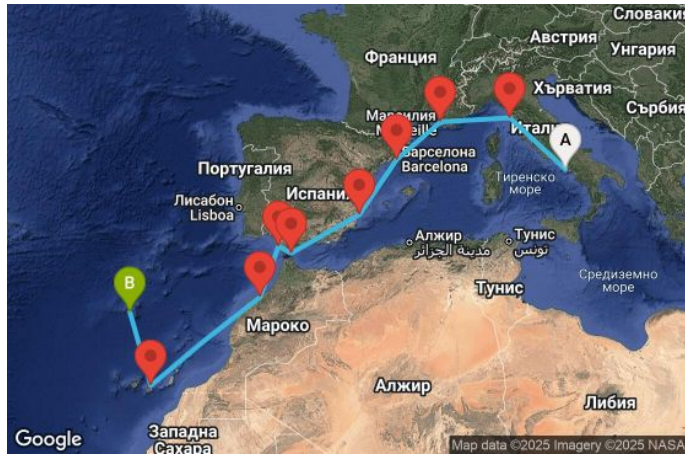 Словакия
Австрия
Унгария
Франция
Хърватия
Сърбия
Марсилия
Marseille
Итали
A
Барселона
Barcelona
Португалия
Тиренско
море
Испания
Лисабон
Lisboa
Алжир
مدينة الجزائر
Тунис
تونس
Средиземно
море
B
Тунис
Мароко
Алжир
Либия
Западна
Сахара
Google
Map data ©2025 Imagery ©2025 NASA